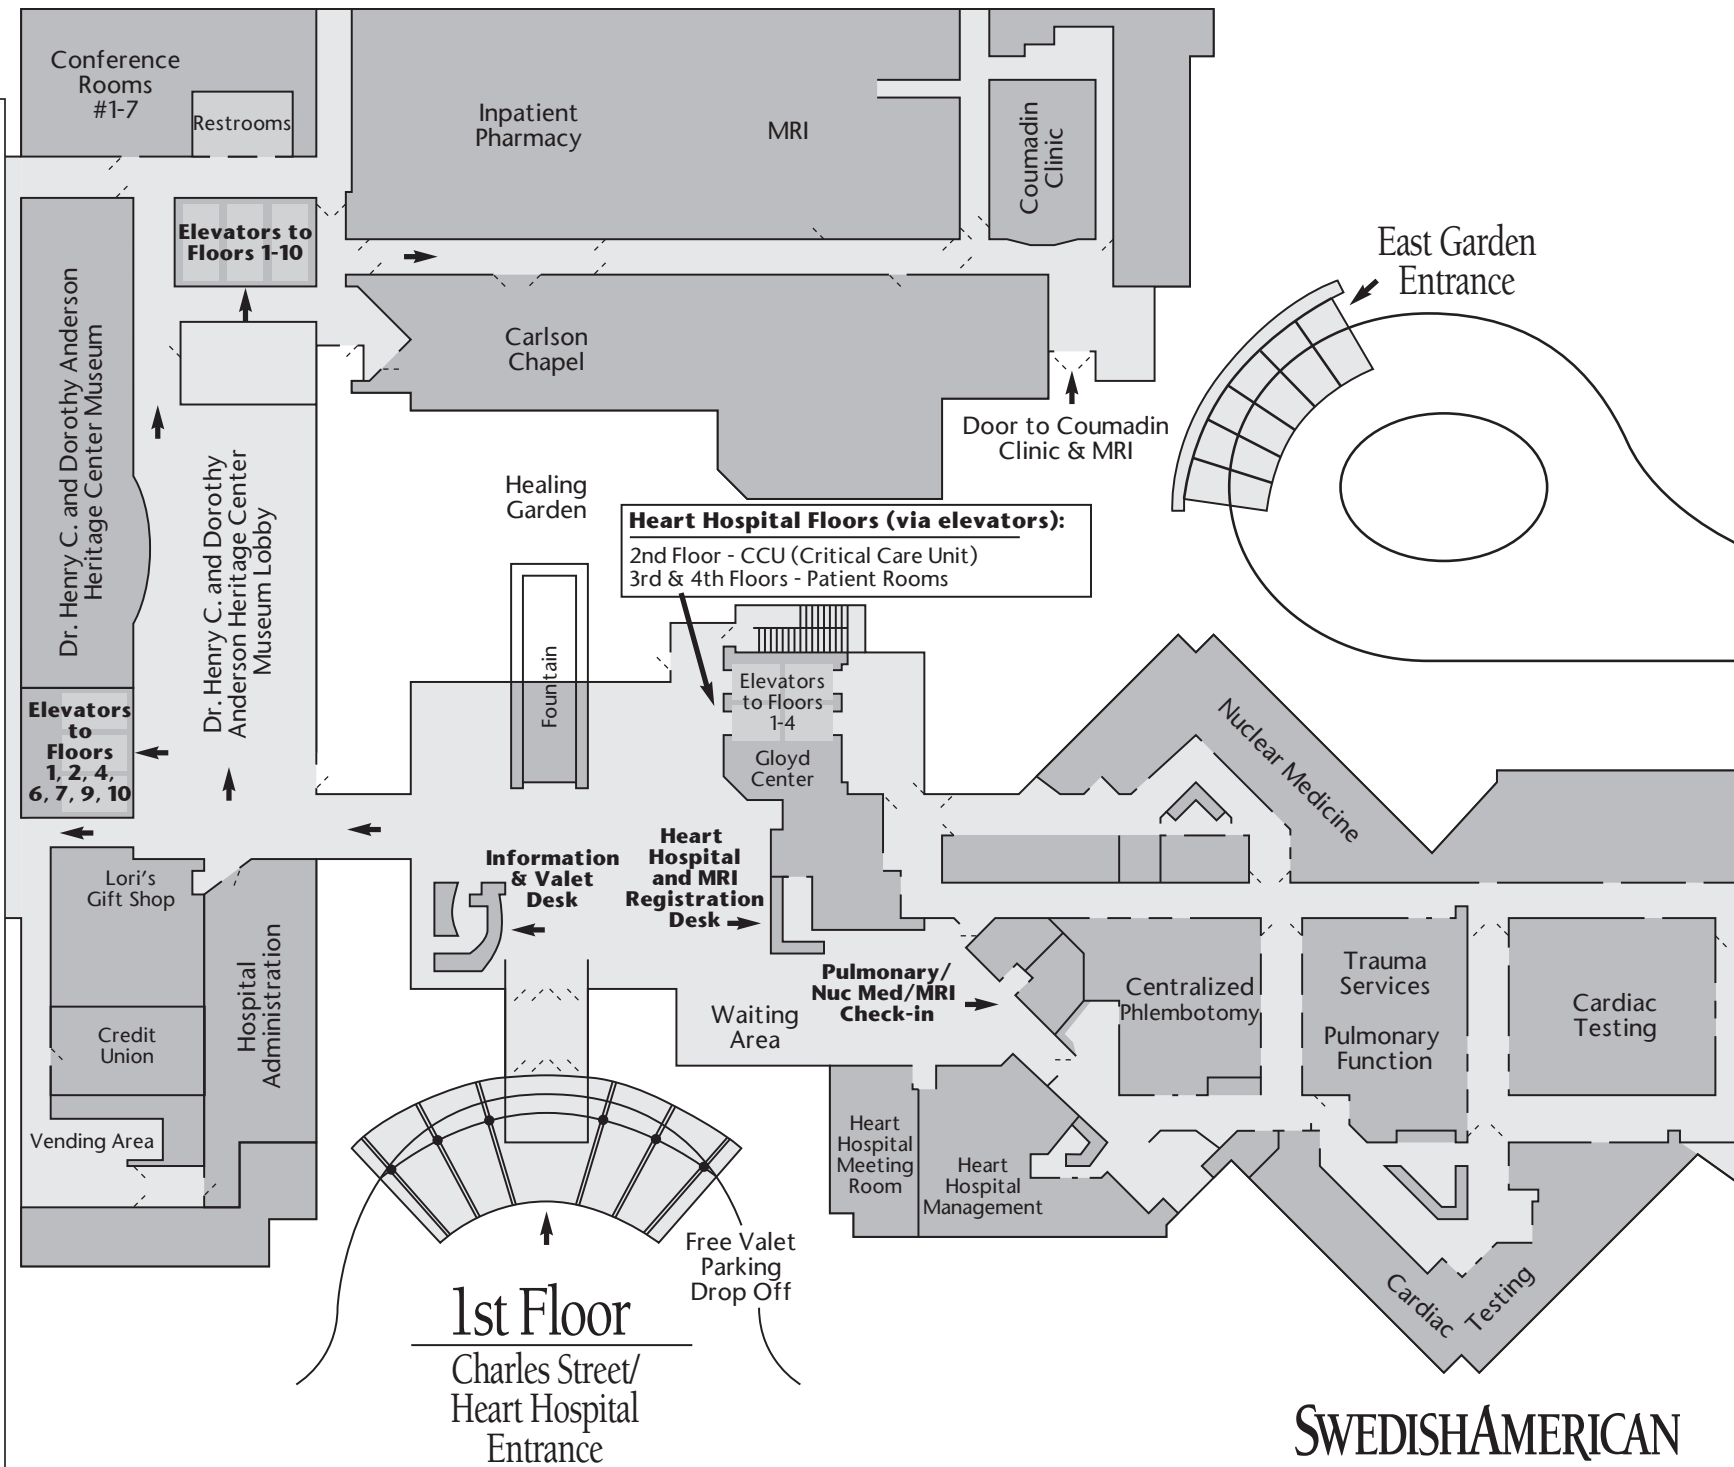 Conference
Rooms
#1-7
Restrooms
Inpatient
Pharmacy
MRI
Coumadin
Clinic
Elevators to
Floors 1-10
East Garden
Entrance
Dr. Henry C. and Dorothy Anderson
Heritage Center Museum
Carlson
Chapel
Door to Coumadin
Clinic & MRI
Dr. Henry C. and Dorothy
Anderson Heritage Center
Museum Lobby
Healing
Garden
Heart Hospital Floors (via elevators):
2nd Floor - CCU (Critical Care Unit)
3rd & 4th Floors - Patient Rooms
Fountain
Elevators
to Floors
1-4
Gloyd
Center
Elevators
to
Floors
1, 2, 4,
6, 7, 9, 10
Nuclear Medicine
Lori's
Gift Shop
Information
& Valet
Desk
Heart
Hospital
and MRI
Registration
Desk
Hospital
Administration
Pulmonary/
Nuc Med/MRI
Check-in
Waiting
Area
Centralized
Phlembotomy
Trauma
Services
Pulmonary
Function
Cardiac
Testing
Credit
Union
Vending Area
Heart
Hospital
Meeting
Room
Heart
Hospital
Management
Free Valet
Parking
Drop Off
Cardiac
Testing
1st Floor
Charles Street/
Heart Hospital
Entrance
SWEDISHAMERICAN